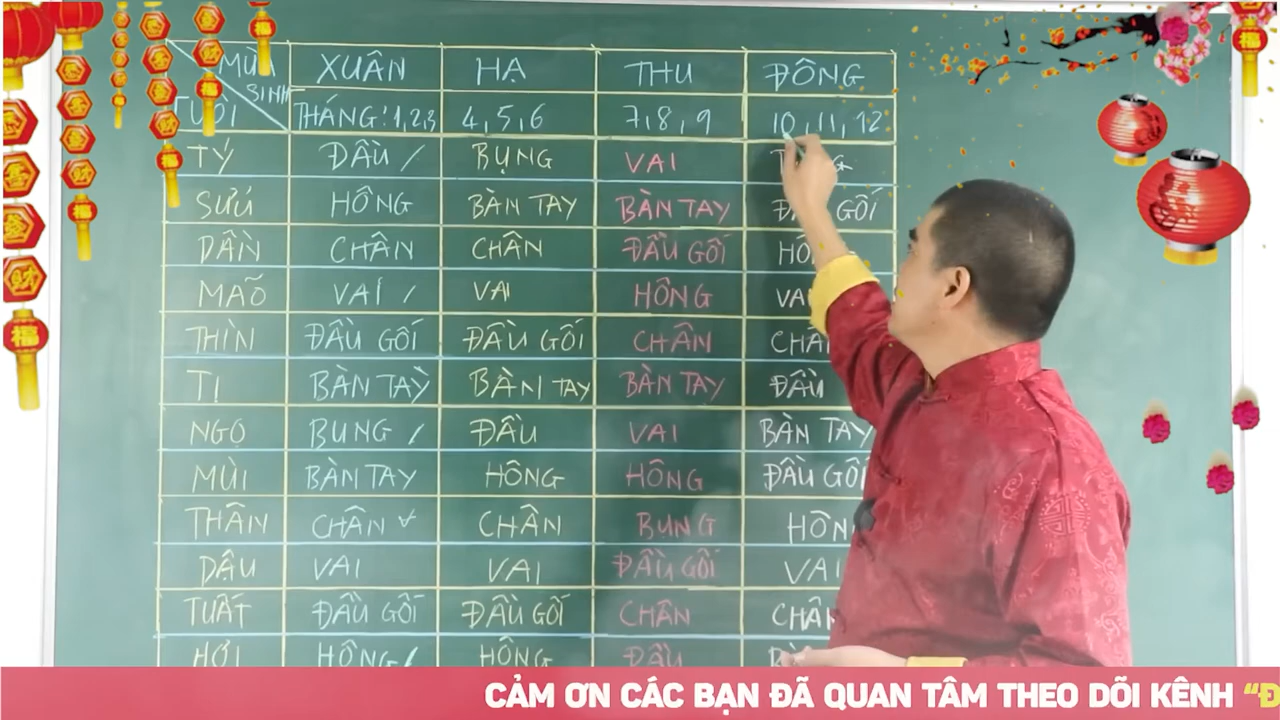 MÙA SINH XUÂN HẠ THU ĐÔNG
TUỔI THÁNG: 1,2,3 4,5,6 7,8,9 10,11,12
TÝ ĐẦU / BỤNG VAI
SỬU HÔNG BÀN TAY BÀN TAY GỐI
DẦN CHÂN CHÂN ĐẦU GỐI
MÃO VAI / VAI HÔNG
THÌN ĐẦU GỐI ĐẦU GỐI CHÂN
TỊ BÀN TAY BÀN TAY BÀN TAY ĐẦU
NGỌ BỤNG / ĐẦU VAI BÀN TAY
MÙI BÀN TAY HÔNG HÔNG ĐẦU GỐI
THÂN CHÂN CHÂN BỤNG
DẬU VAI VAI ĐẦU GỐI VAI
TUẤT ĐẦU GỐI ĐẦU GỐI CHÂN
HỢI HÔNG / HÔNG ĐẦU
福
福
CẢM ƠN CÁC BẠN ĐÃ QUAN TÂM THEO DÕI KÊNH “Đ